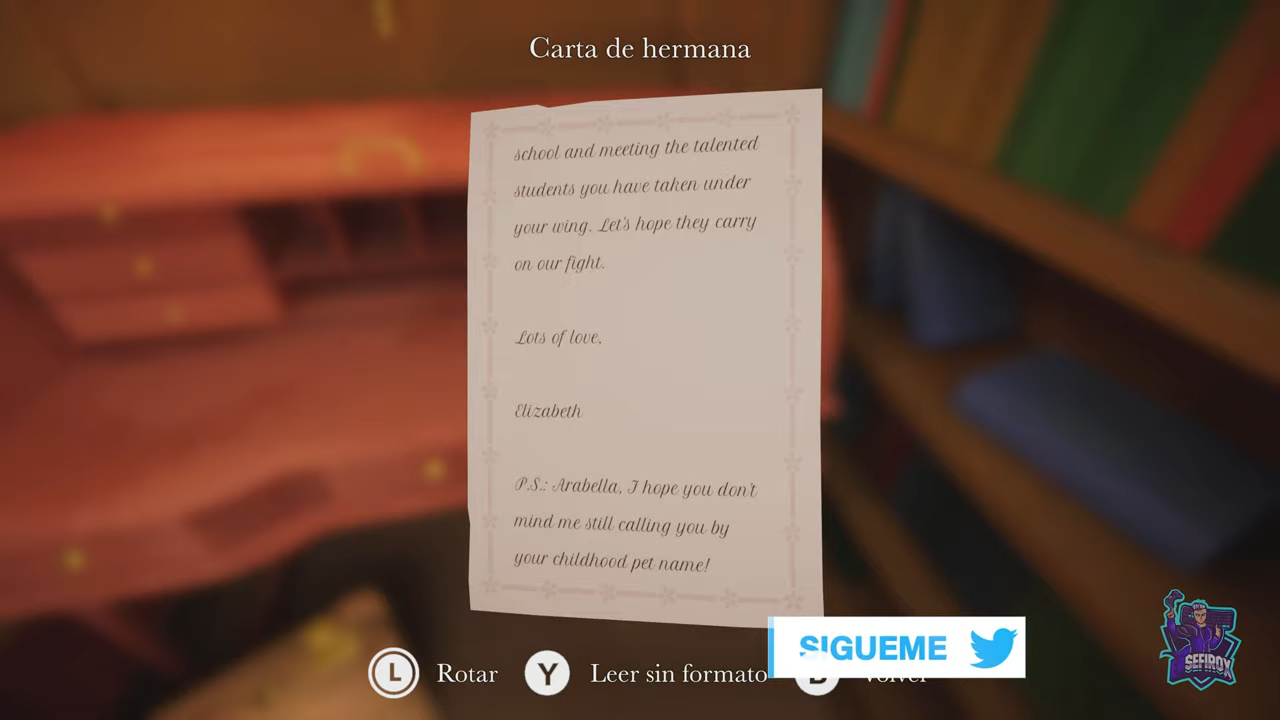 Carta de hermana
school and meeting the talented
students you have taken under
your wing. Let's hope they carry
on our fight.
Lots of love,
Elizabeth
P.S.: Arabella, I hope you don't
mind me still calling you by
your childhood pet name!
SIGUEME
SEFIROX
L Rotar Y Leer sin formato Volver